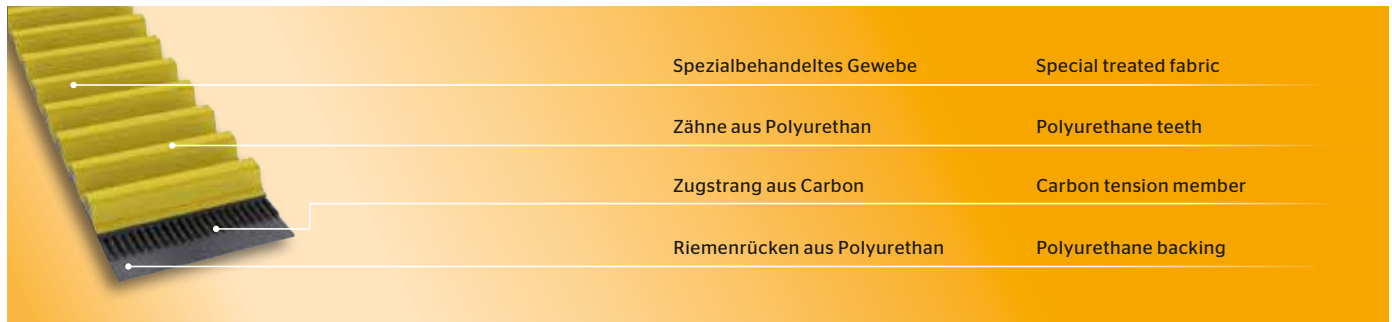 Spezialbehandeltes Gewebe Special treated fabric
Zähne aus Polyurethan Polyurethane teeth
Zugstrang aus Carbon Carbon tension member
Riemenrücken aus Polyurethan Polyurethane backing